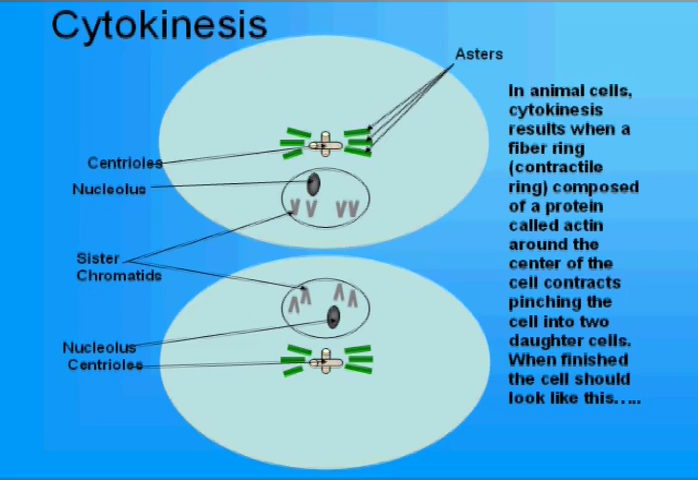 Cytokinesis
Asters
Centrioles
Nucleolus
Sister
Chromatids
Nucleolus
Centrioles
In animal cells,
cytokinesis
results when a
fiber ring
(contractile
ring) composed
of a protein
called actin
around the
center of the
cell contracts
pinching the
cell into two
daughter cells.
When finished
the cell should
look like this…..